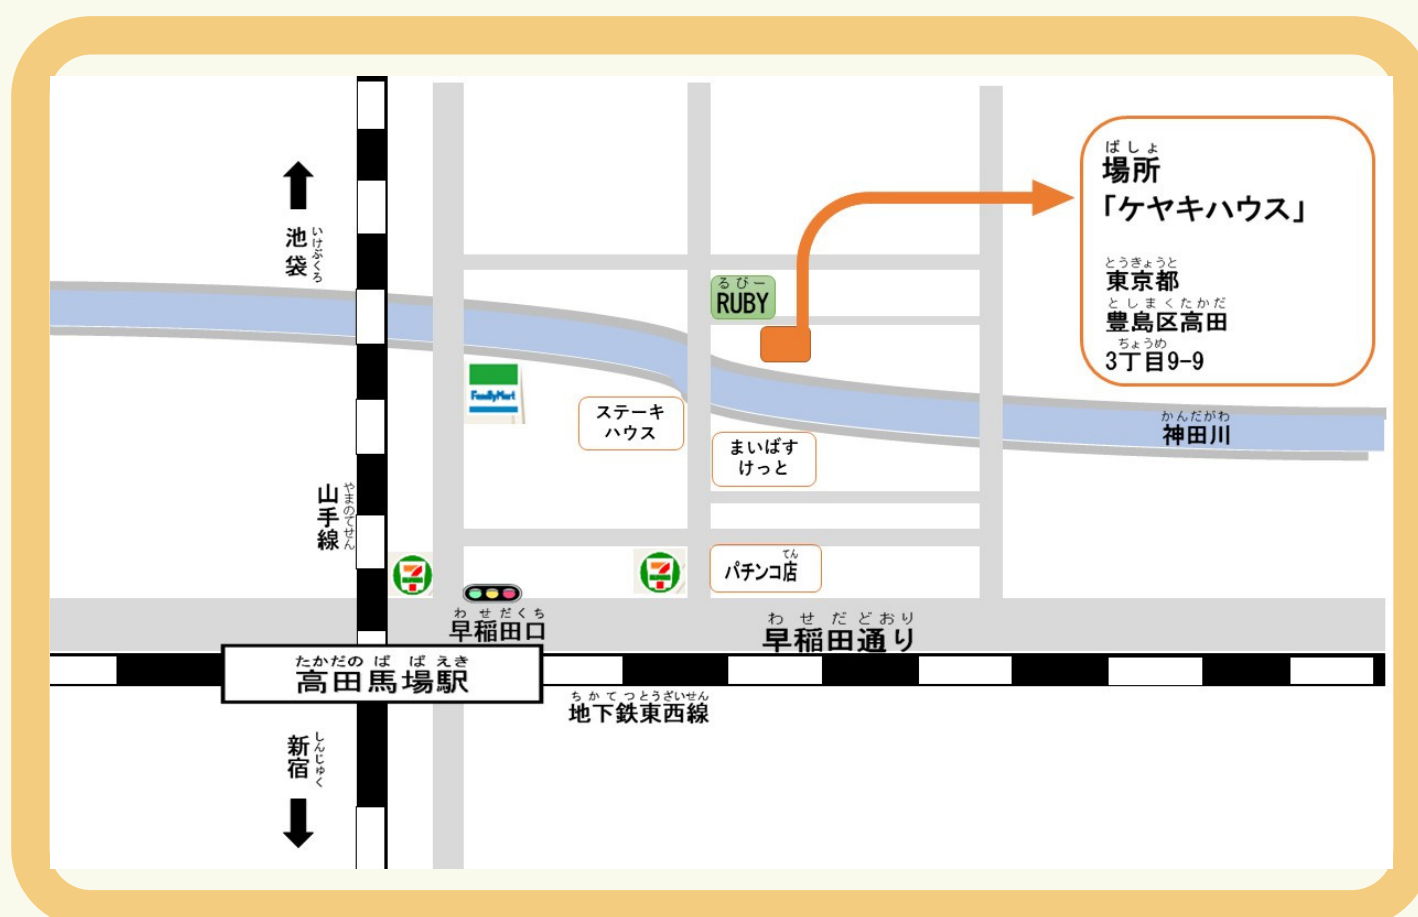 ばしょ
場所
「ケヤキハウス」
とうきょうと
東京都
としまくたかだ
豊島区高田
ちょうめ
3丁目9-9
いけぶくろ
池袋
るびー
RUBY
FamilyMart
ステーキ
ハウス
まいばす
けっと
かんだがわ
神田川
やまのてせん
山手線
7
7
てん
パチンコ店
わせだくち
早稲田口
わせだどおり
早稲田通り
たかだのばばえき
高田馬場駅
ちかてつとうざいせん
地下鉄東西線
しんじゅく
新宿